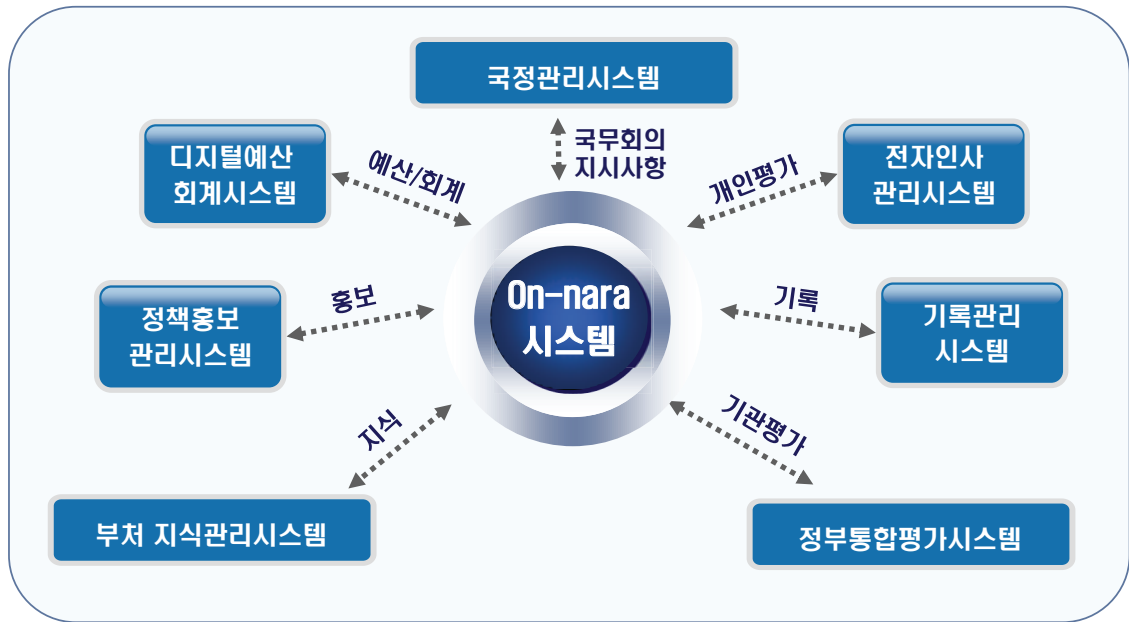 국정관리시스템
국무회의
지시사항
디지털예산
회계시스템
예산/회계
개인평가
전자인사
관리시스템
On-nara
시스템
정책홍보
관리시스템
홍보
기록
기록관리
시스템
지식
기관평가
부처 지식관리시스템
정부통합평가시스템